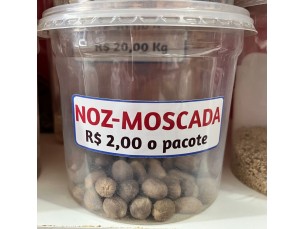 R$ 20,00 Kg
NOZ-MOSCADA
R$ 2,00 o pacote